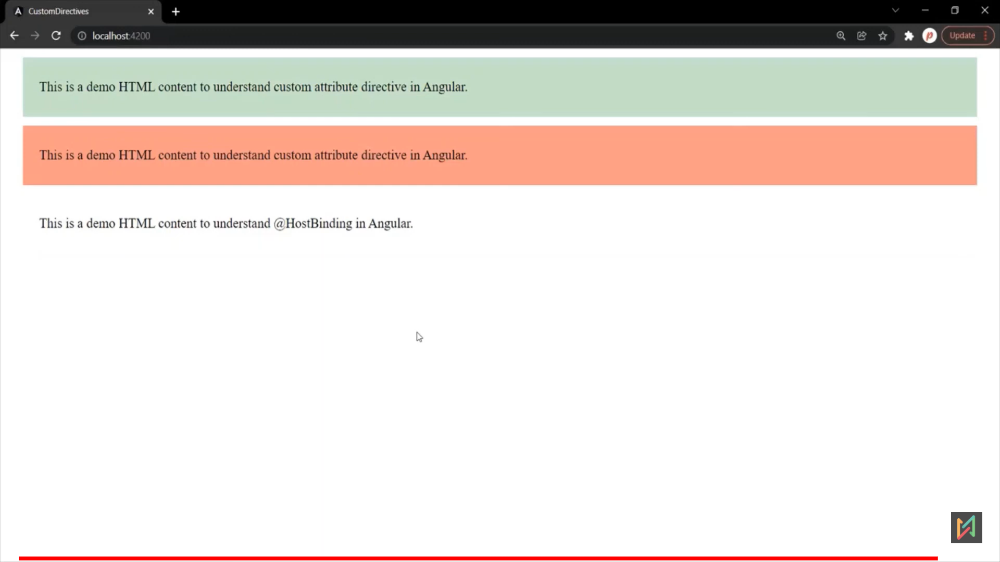 CustomDirectives
localhost:4200
Update
This is a demo HTML content to understand custom attribute directive in Angular.
This is a demo HTML content to understand custom attribute directive in Angular.
This is a demo HTML content to understand @HostBinding in Angular.